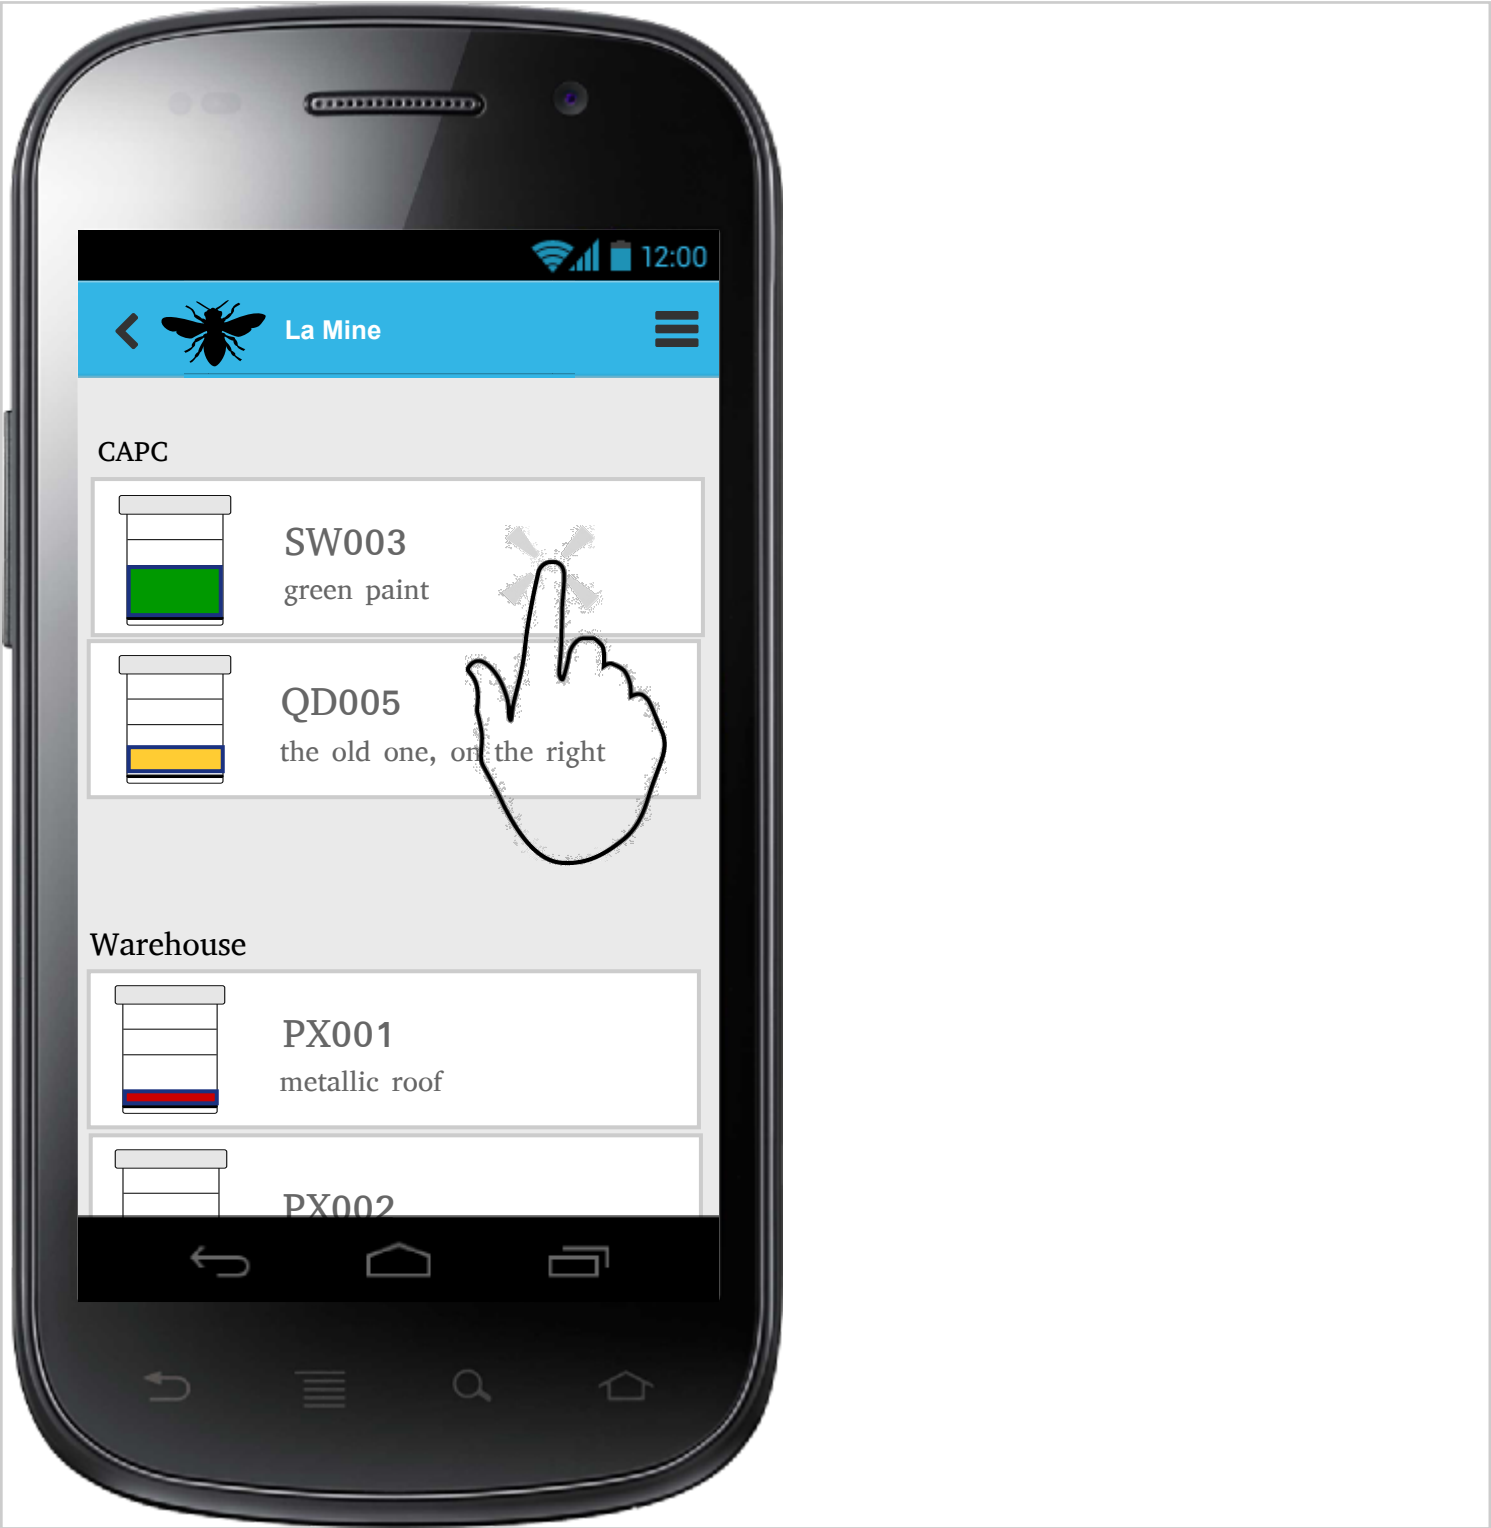 12:00
La Mine
CAPC
SW003
green paint
QD005
the old one, on the right
Warehouse
PX001
metallic roof
PX002